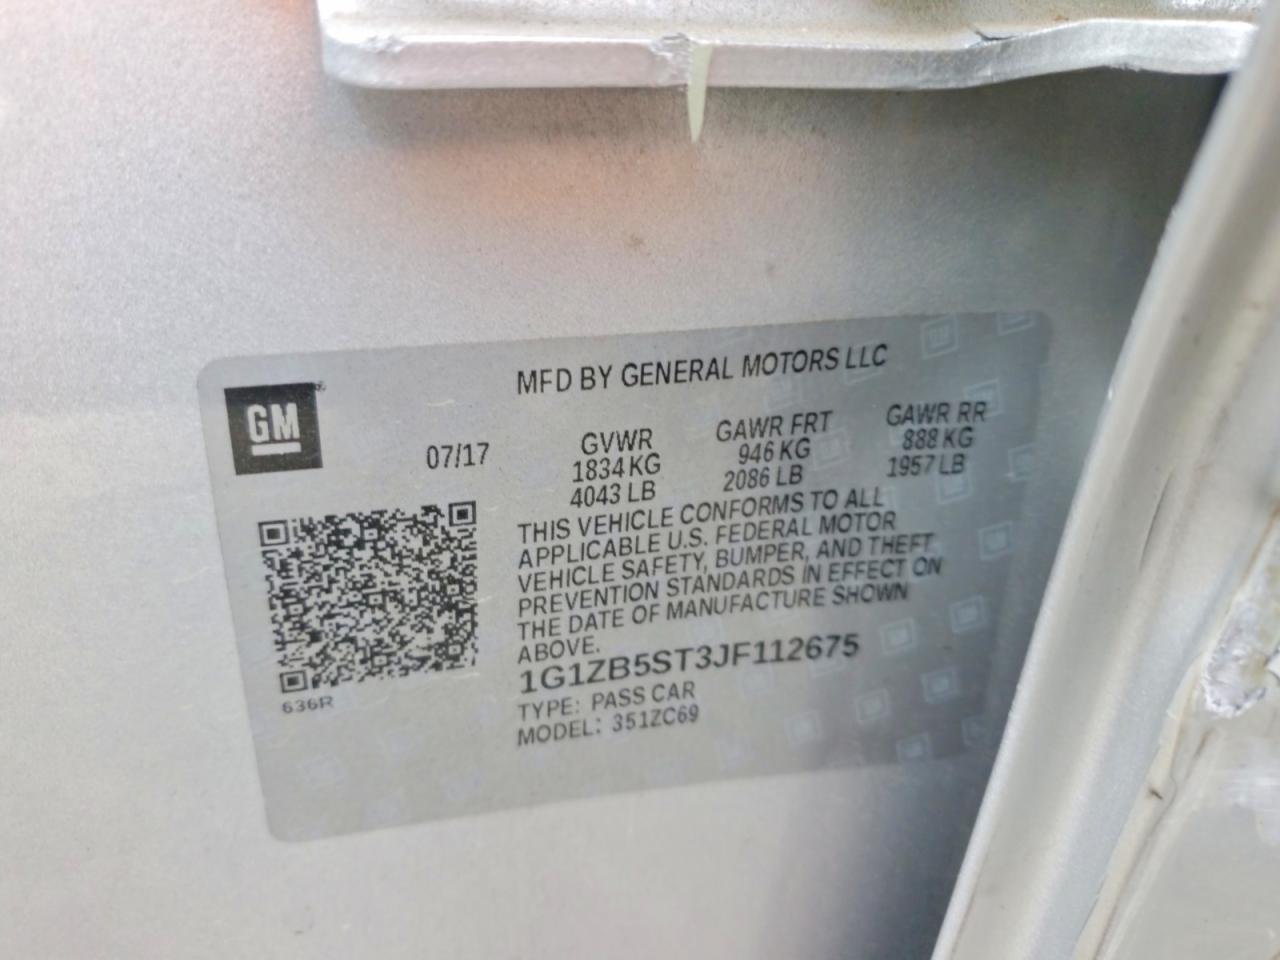 MFD BY GENERAL MOTORS LLC
GM
07/17
GVWR GAWR FRT GAWR RR
1834 KG 946 KG 888 KG
4043 LB 2086 LB 1957 LB
THIS VEHICLE CONFORMS TO ALL
APPLICABLE U.S. FEDERAL MOTOR
VEHICLE SAFETY, BUMPER, AND THEFT
PREVENTION STANDARDS IN EFFECT ON
THE DATE OF MANUFACTURE SHOWN
ABOVE.
1G1ZB5ST3JF112675
TYPE: PASS CAR
MODEL: 351ZC69
636R